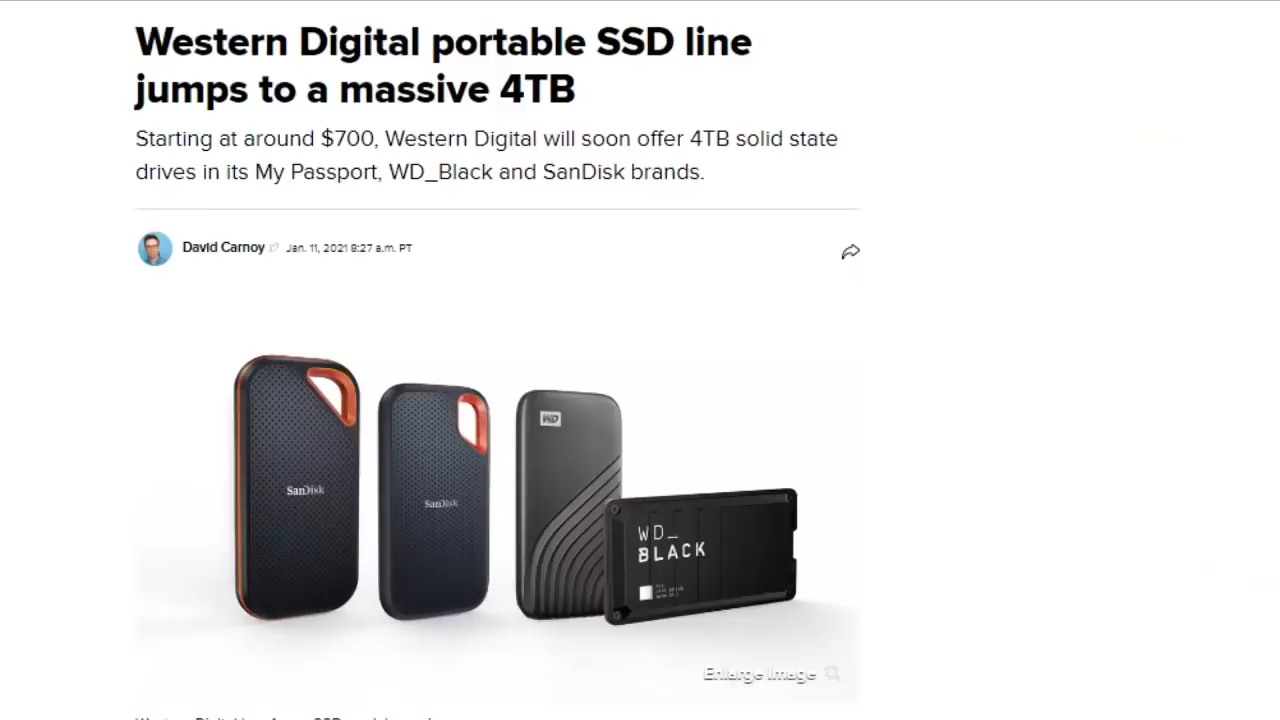 Western Digital portable SSD line
jumps to a massive 4TB
Starting at around $700, Western Digital will soon offer 4TB solid state
drives in its My Passport, WD_Black and SanDisk brands.
David Carnoy Jan. 11, 2021 8:27 a.m. PT
SanDisk
SanDisk
WD
WD_
BLACK
Enlarge Image